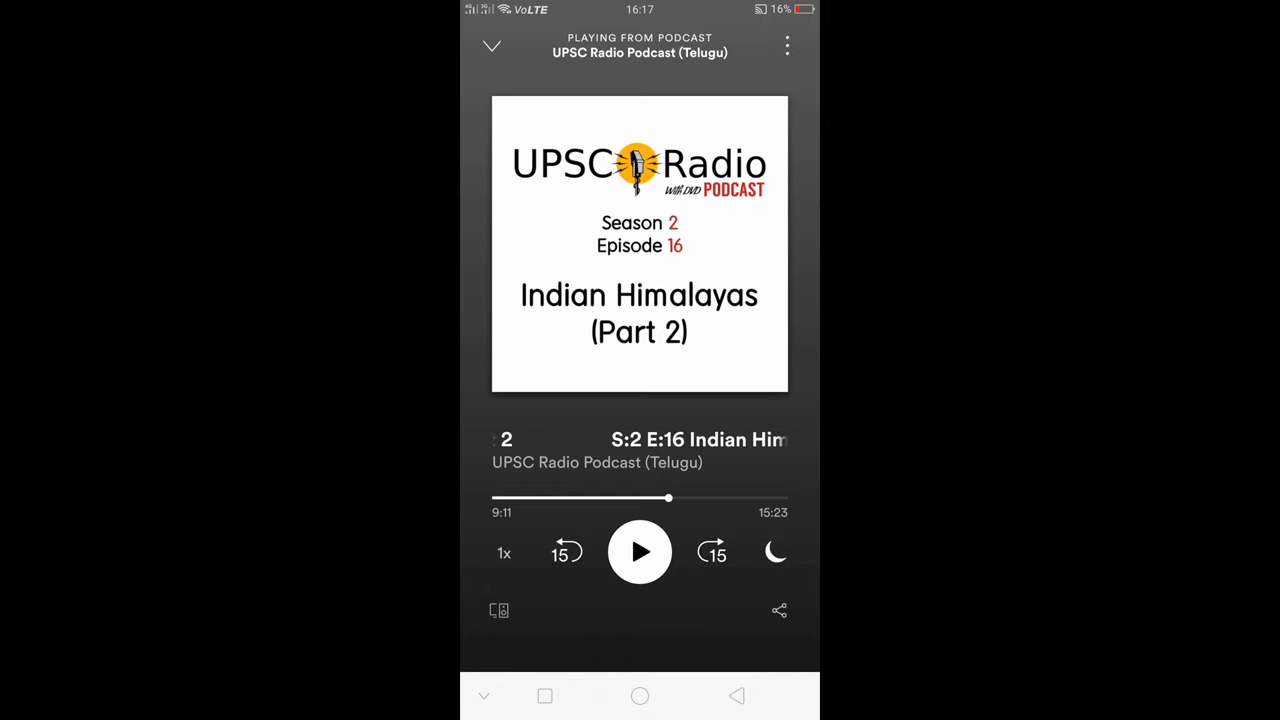 VoLTE 16:17 16%
PLAYING FROM PODCAST
UPSC Radio Podcast (Telugu)
UPSC Radio
With DVD PODCAST
Season 2
Episode 16
Indian Himalayas
(Part 2)
2 S:2 E:16 Indian Him
UPSC Radio Podcast (Telugu)
9:11 15:23
1x 15 15